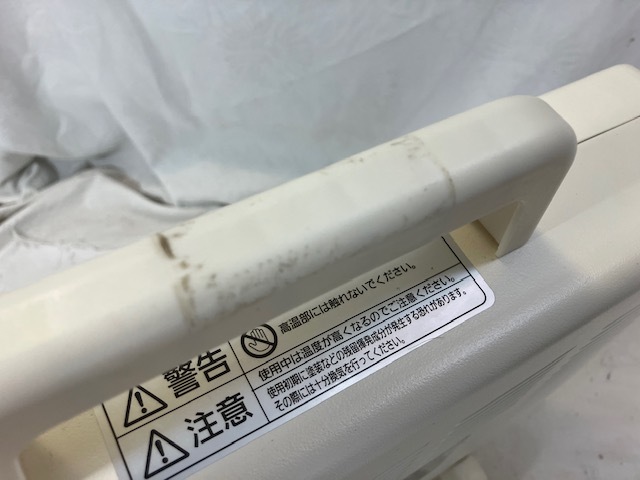 警告
高温部には触れないでください。
使用中は温度が高くなるのでご注意ください。
注意
使用初期に塗装などの残留揮発成分が発生する恐れがあります。
その際には十分換気を行ってください。